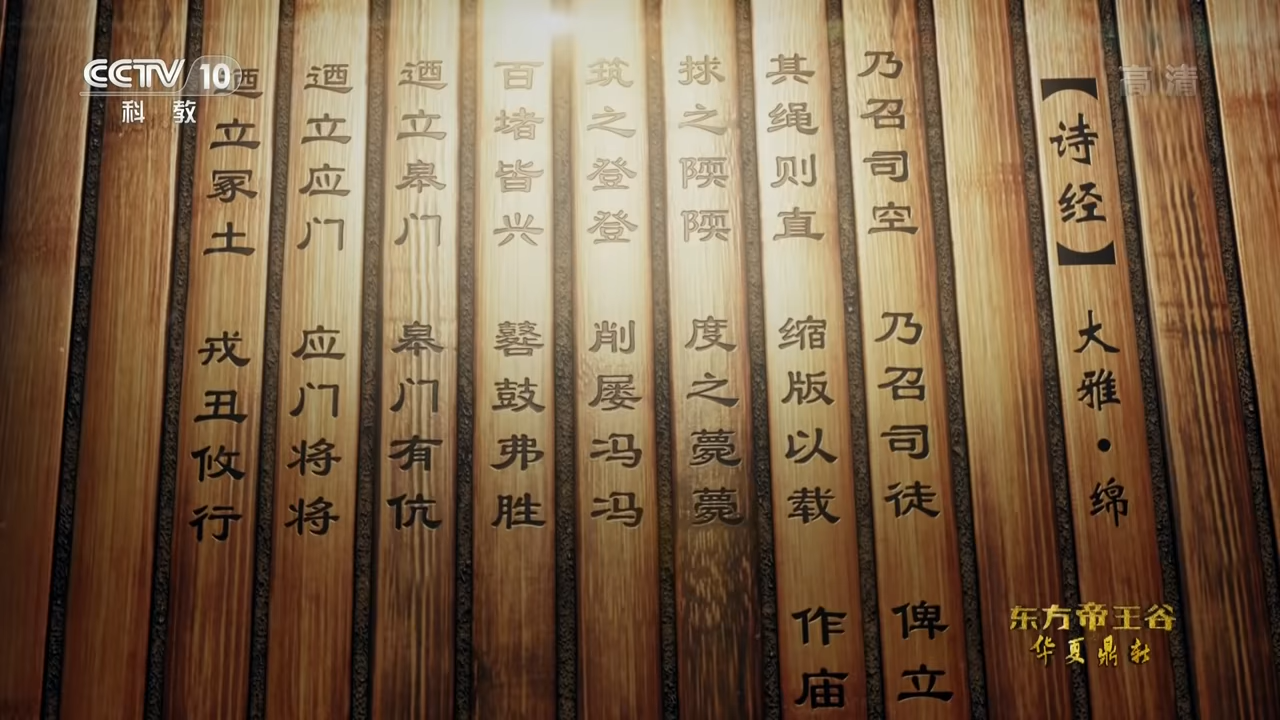 CCTV 10
科教
高清
【诗经】 大雅·绵
乃召司空 乃召司徒 俾立
其绳则直 缩版以载 作庙
捄之陾陾 度之薨薨
筑之登登 削屡冯冯
百堵皆兴 鼛鼓弗胜
迺立皋门 皋门有伉
迺立应门 应门将将
迺立冢土 戎丑攸行
东方帝王谷
华夏鼎新